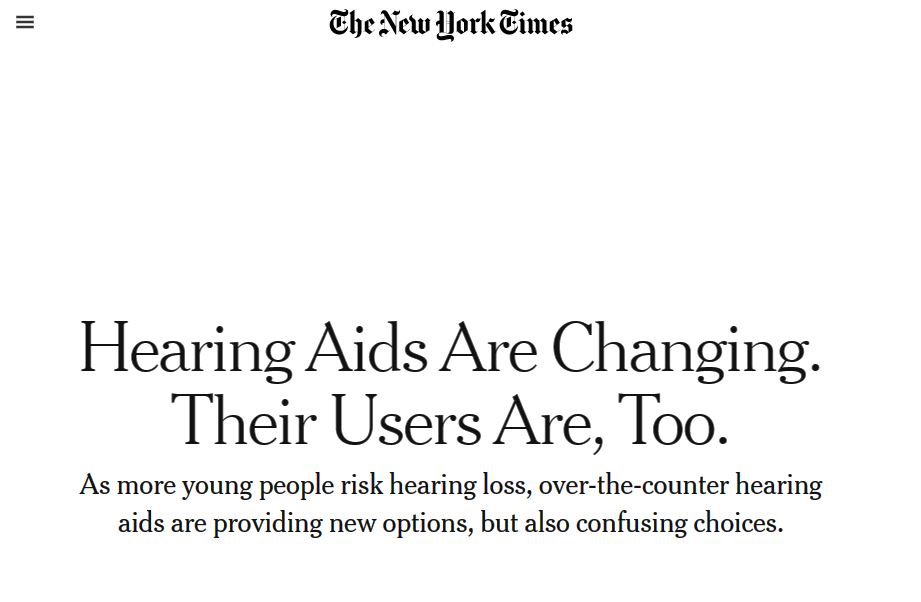 The New York Times
Hearing Aids Are Changing.
Their Users Are, Too.
As more young people risk hearing loss, over-the-counter hearing
aids are providing new options, but also confusing choices.